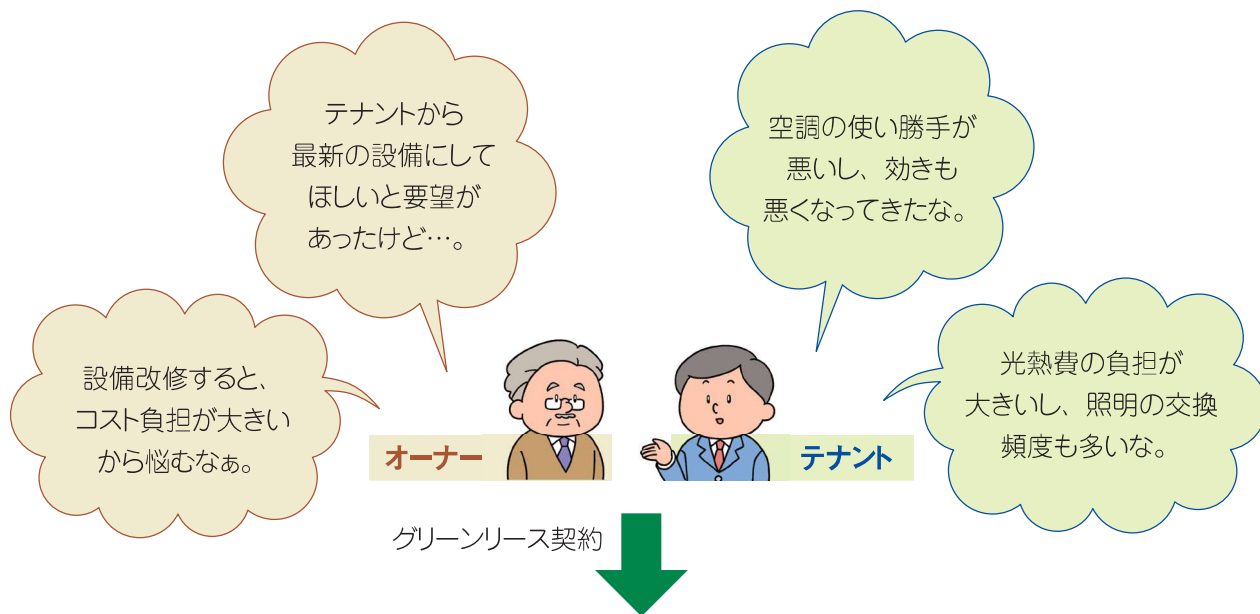 テナントから
最新の設備にして
ほしいと要望が
あったけど…。
空調の使い勝手が
悪いし、効きも
悪くなってきたな。
設備改修すると、
コスト負担が大きい
から悩むなぁ。
光熱費の負担が
大きいし、照明の交換
頻度も多いな。
オーナー
テナント
グリーンリース契約